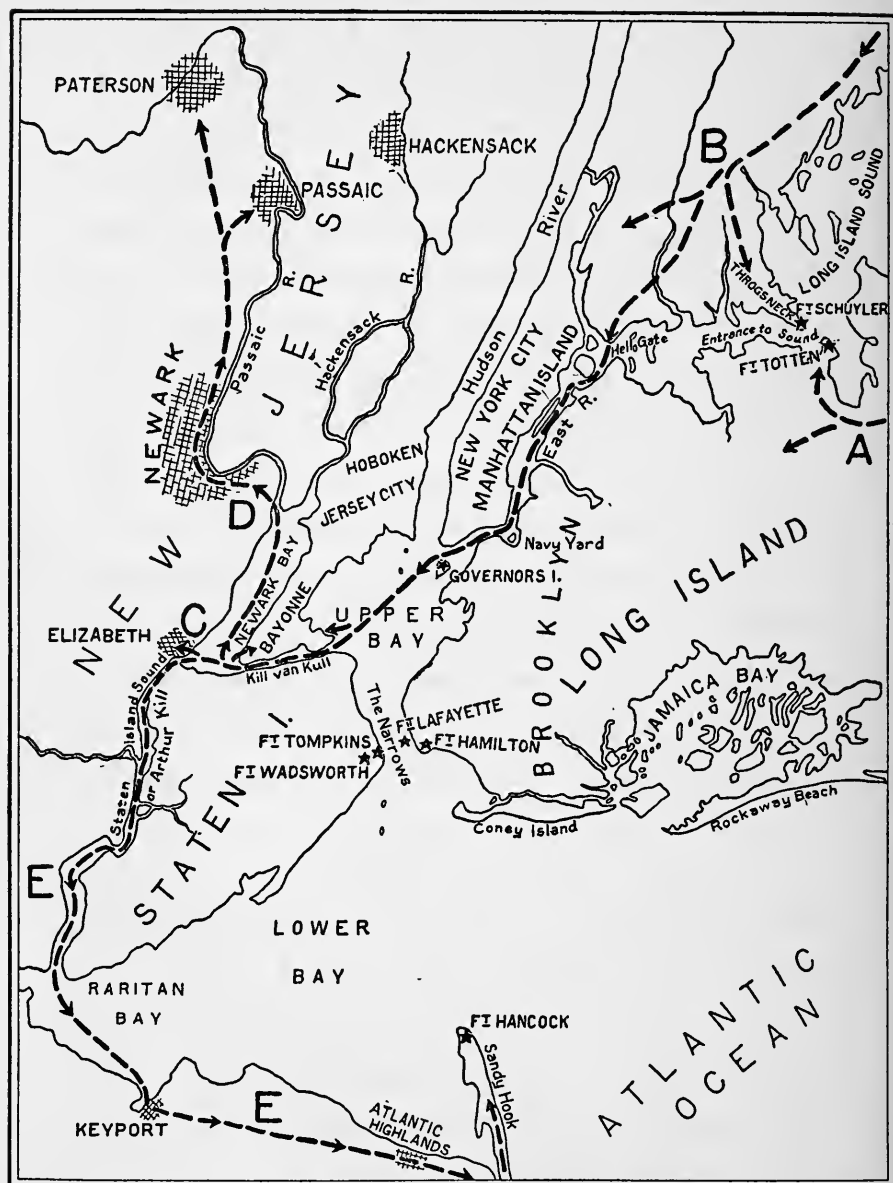 PATERSON
HACKENSACK
PASSAIC
B
LONG ISLAND SOUND
THROGSNECK
FT SCHUYLER
Entrance to Sound
FT TOTTEN
A
Hell Gate
River
Hudson
NEW YORK CITY
MANHATTAN ISLAND
East R.
Passaic R.
Hackensack R.
NEW JERSEY
NEWARK
D
HOBOKEN
JERSEY CITY
Navy Yard
GOVERNORS I.
NEWARK BAY
BAYONNE
UPPER
BAY
BROOKLYN
LONG ISLAND
ELIZABETH
C
Kill van Kull
JAMAICA BAY
Staten Island Sound
or Arthur Kill
The Narrows
FT LAFAYETTE
FT TOMPKINS
FT HAMILTON
FT WADSWORTH
Coney Island
Rockaway Beach
STATEN I.
E
LOWER
BAY
RARITAN
BAY
FT HANCOCK
Sandy Hook
ATLANTIC
OCEAN
E
KEYPORT
ATLANTIC
HIGHLANDS